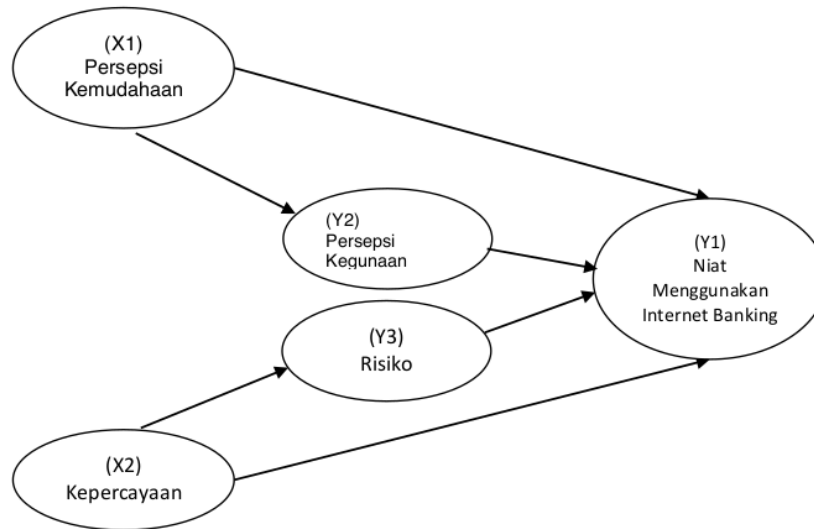 (X1)
Persepsi
Kemudahaan
(Y2)
Persepsi
Kegunaan
(Y1)
Niat
Menggunakan
Internet Banking
(Y3)
Risiko
(X2)
Kepercayaan